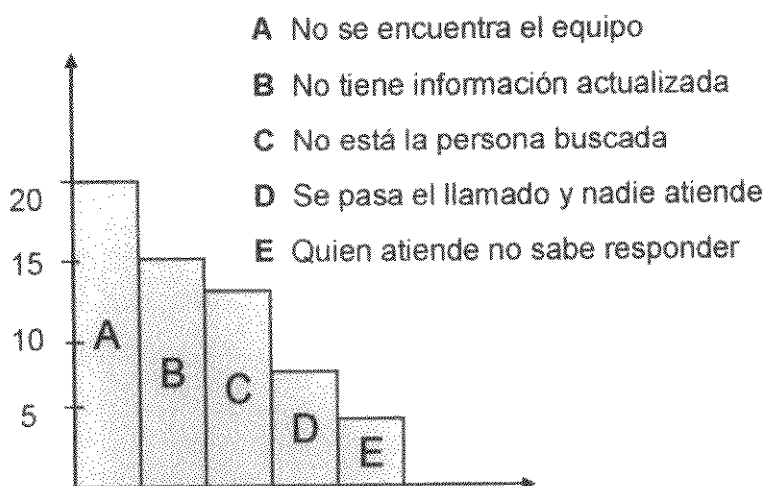 A No se encuentra el equipo
B No tiene información actualizada
C No está la persona buscada
D Se pasa el llamado y nadie atiende
E Quien atiende no sabe responder
20
15
10
5
A
B
C
D
E